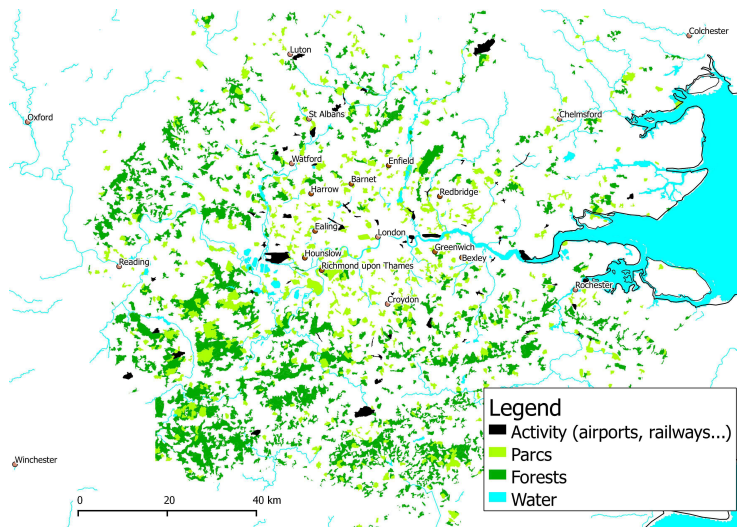 Colchester
Luton
Oxford
St Albans
Chelmsford
Watford
Enfield
Barnet
Harrow
Redbridge
Ealing
London
Greenwich
Hounslow
Bexley
Reading
Richmond upon Thames
Rochester
Croydon
Winchester
Legend
Activity (airports, railways...)
Parcs
Forests
Water
0 20 40 km